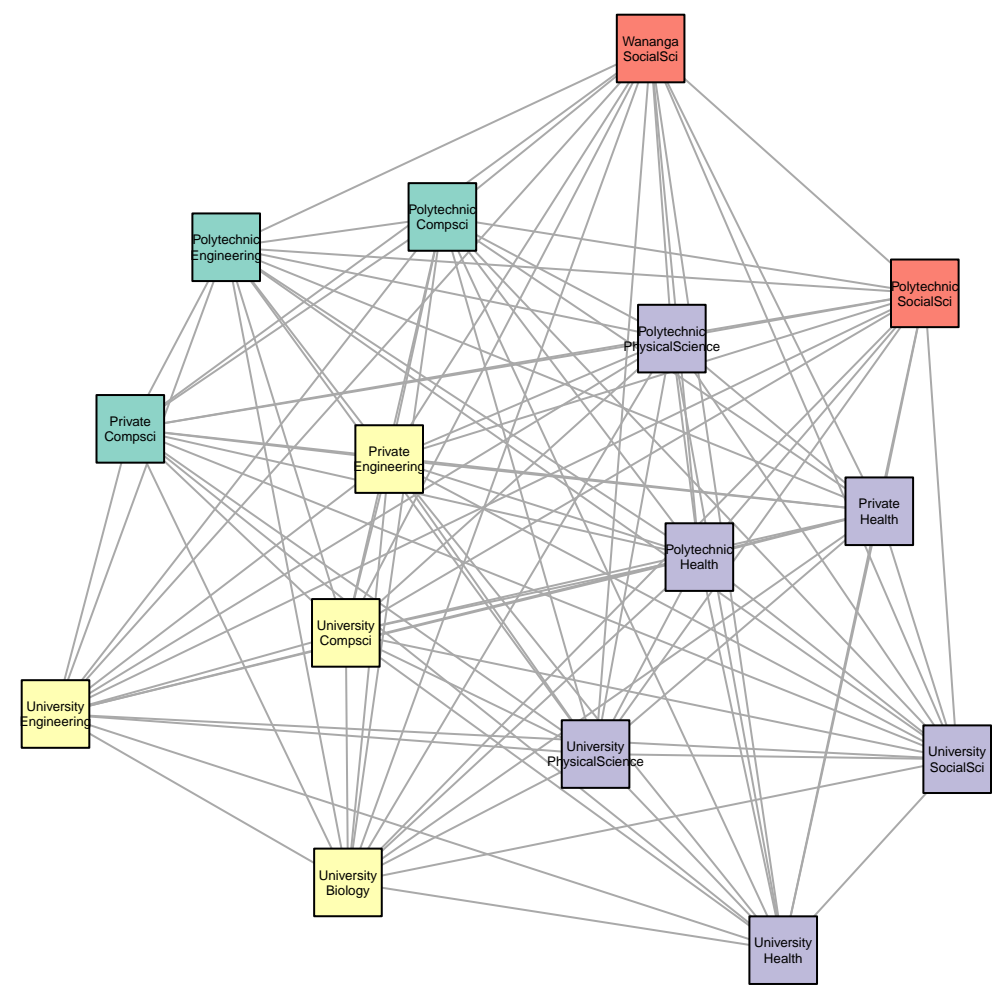 Wananga
SocialSci
Polytechnic
Compsci
Polytechnic
Engineering
Polytechnic
SocialSci
Polytechnic
PhysicalScience
Private
Compsci
Private
Engineering
Private
Health
Polytechnic
Health
University
Compsci
University
Engineering
University
PhysicalScience
University
SocialSci
University
Biology
University
Health